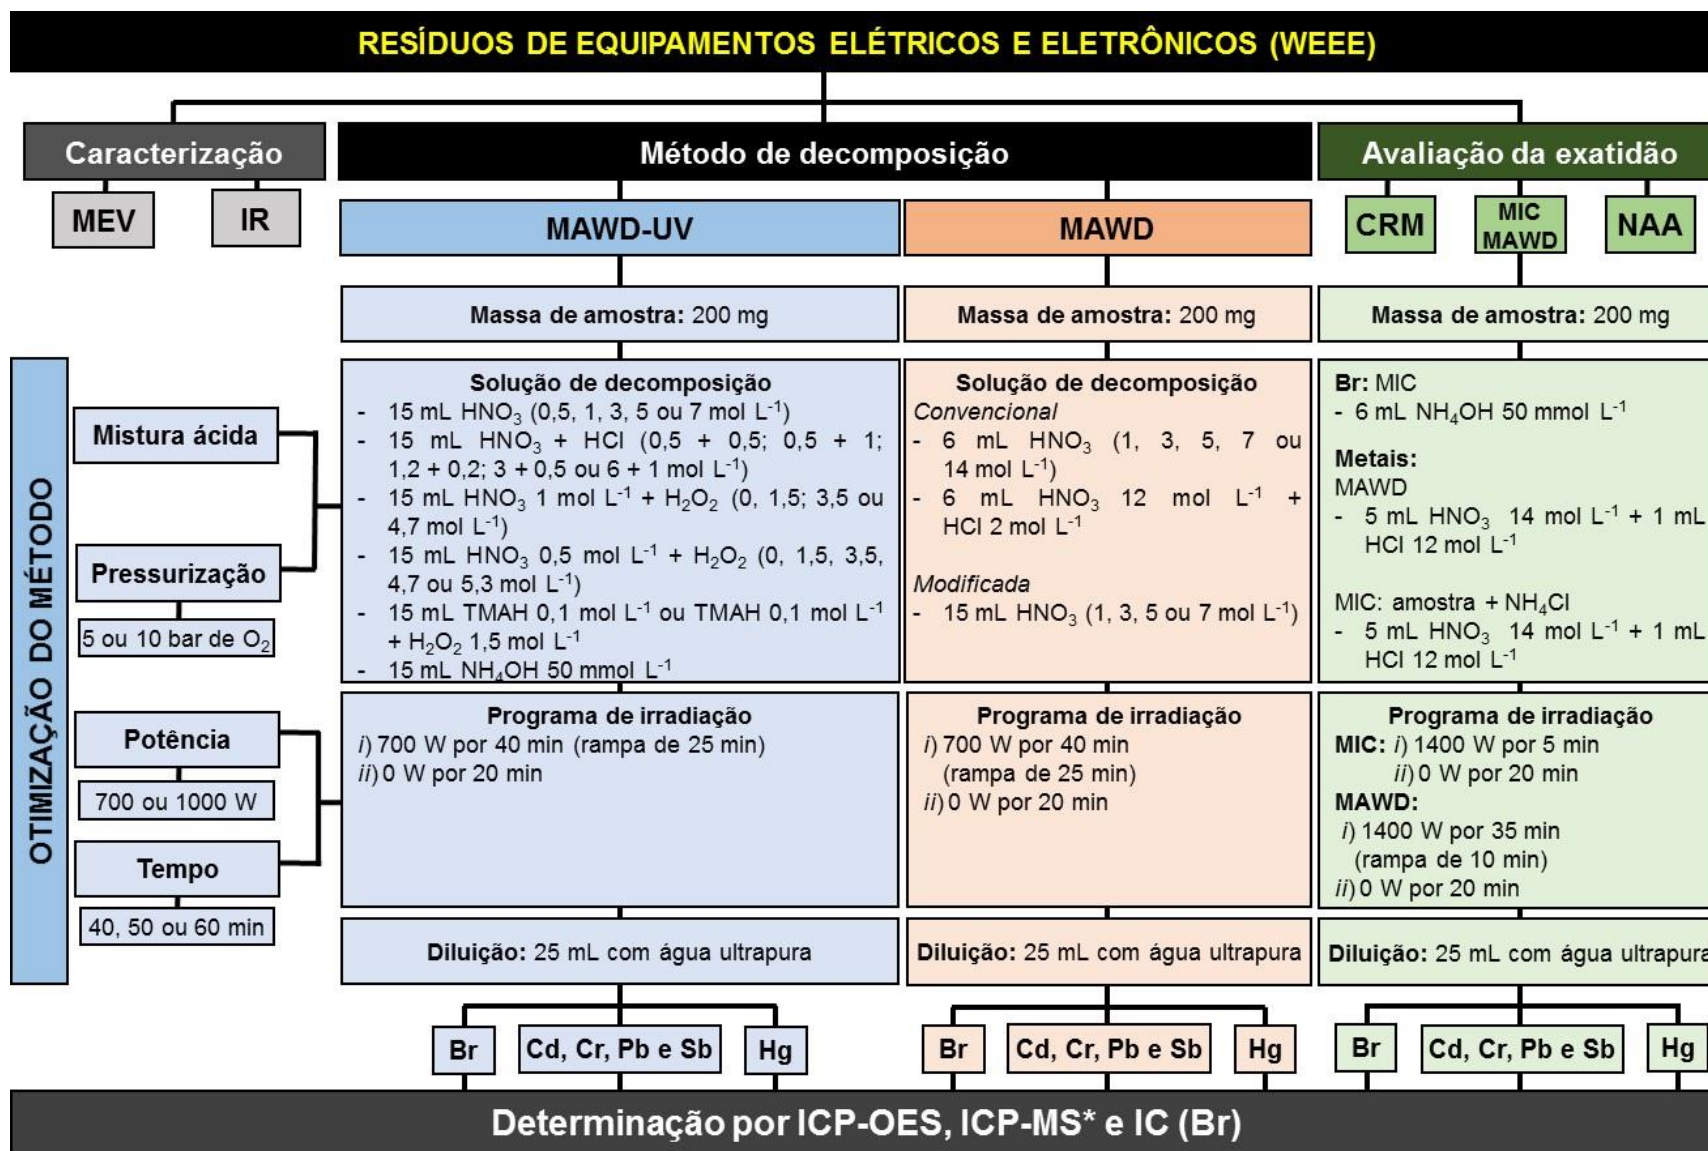 RESÍDUOS DE EQUIPAMENTOS ELÉTRICOS E ELETRÔNICOS (WEEE)
Caracterização
MEV
IR
Método de decomposição
MAWD-UV
MAWD
Avaliação da exatidão
CRM
MIC
MAWD
NAA
OTIMIZAÇÃO DO MÉTODO
Mistura ácida
Pressurização
5 ou 10 bar de O₂
Potência
700 ou 1000 W
Tempo
40, 50 ou 60 min
Massa de amostra: 200 mg
Solução de decomposição
- 15 mL HNO₃ (0,5, 1, 3, 5 ou 7 mol L⁻¹)
- 15 mL HNO₃ + HCl (0,5 + 0,5; 0,5 + 1;
1,2 + 0,2; 3 + 0,5 ou 6 + 1 mol L⁻¹)
- 15 mL HNO₃ 1 mol L⁻¹ + H₂O₂ (0, 1,5; 3,5 ou
4,7 mol L⁻¹)
- 15 mL HNO₃ 0,5 mol L⁻¹ + H₂O₂ (0, 1,5, 3,5,
4,7 ou 5,3 mol L⁻¹)
- 15 mL TMAH 0,1 mol L⁻¹ ou TMAH 0,1 mol L⁻¹
+ H₂O₂ 1,5 mol L⁻¹
- 15 mL NH₄OH 50 mmol L⁻¹
Programa de irradiação
i) 700 W por 40 min (rampa de 25 min)
ii) 0 W por 20 min
Diluição: 25 mL com água ultrapura
Br
Cd, Cr, Pb e Sb
Hg
Massa de amostra: 200 mg
Solução de decomposição
Convencional
- 6 mL HNO₃ (1, 3, 5, 7 ou
14 mol L⁻¹)
- 6 mL HNO₃ 12 mol L⁻¹ +
HCl 2 mol L⁻¹
Modificada
- 15 mL HNO₃ (1, 3, 5 ou 7 mol L⁻¹)
Programa de irradiação
i) 700 W por 40 min
(rampa de 25 min)
ii) 0 W por 20 min
Diluição: 25 mL com água ultrapura
Br
Cd, Cr, Pb e Sb
Hg
Massa de amostra: 200 mg
Br: MIC
- 6 mL NH₄OH 50 mmol L⁻¹
Metais:
MAWD
- 5 mL HNO₃ 14 mol L⁻¹ + 1 mL
HCl 12 mol L⁻¹
MIC: amostra + NH₄Cl
- 5 mL HNO₃ 14 mol L⁻¹ + 1 mL
HCl 12 mol L⁻¹
Programa de irradiação
MIC: i) 1400 W por 5 min
ii) 0 W por 20 min
MAWD:
i) 1400 W por 35 min
(rampa de 10 min)
ii) 0 W por 20 min
Diluição: 25 mL com água ultrapura
Br
Cd, Cr, Pb e Sb
Hg
Determinação por ICP-OES, ICP-MS* e IC (Br)